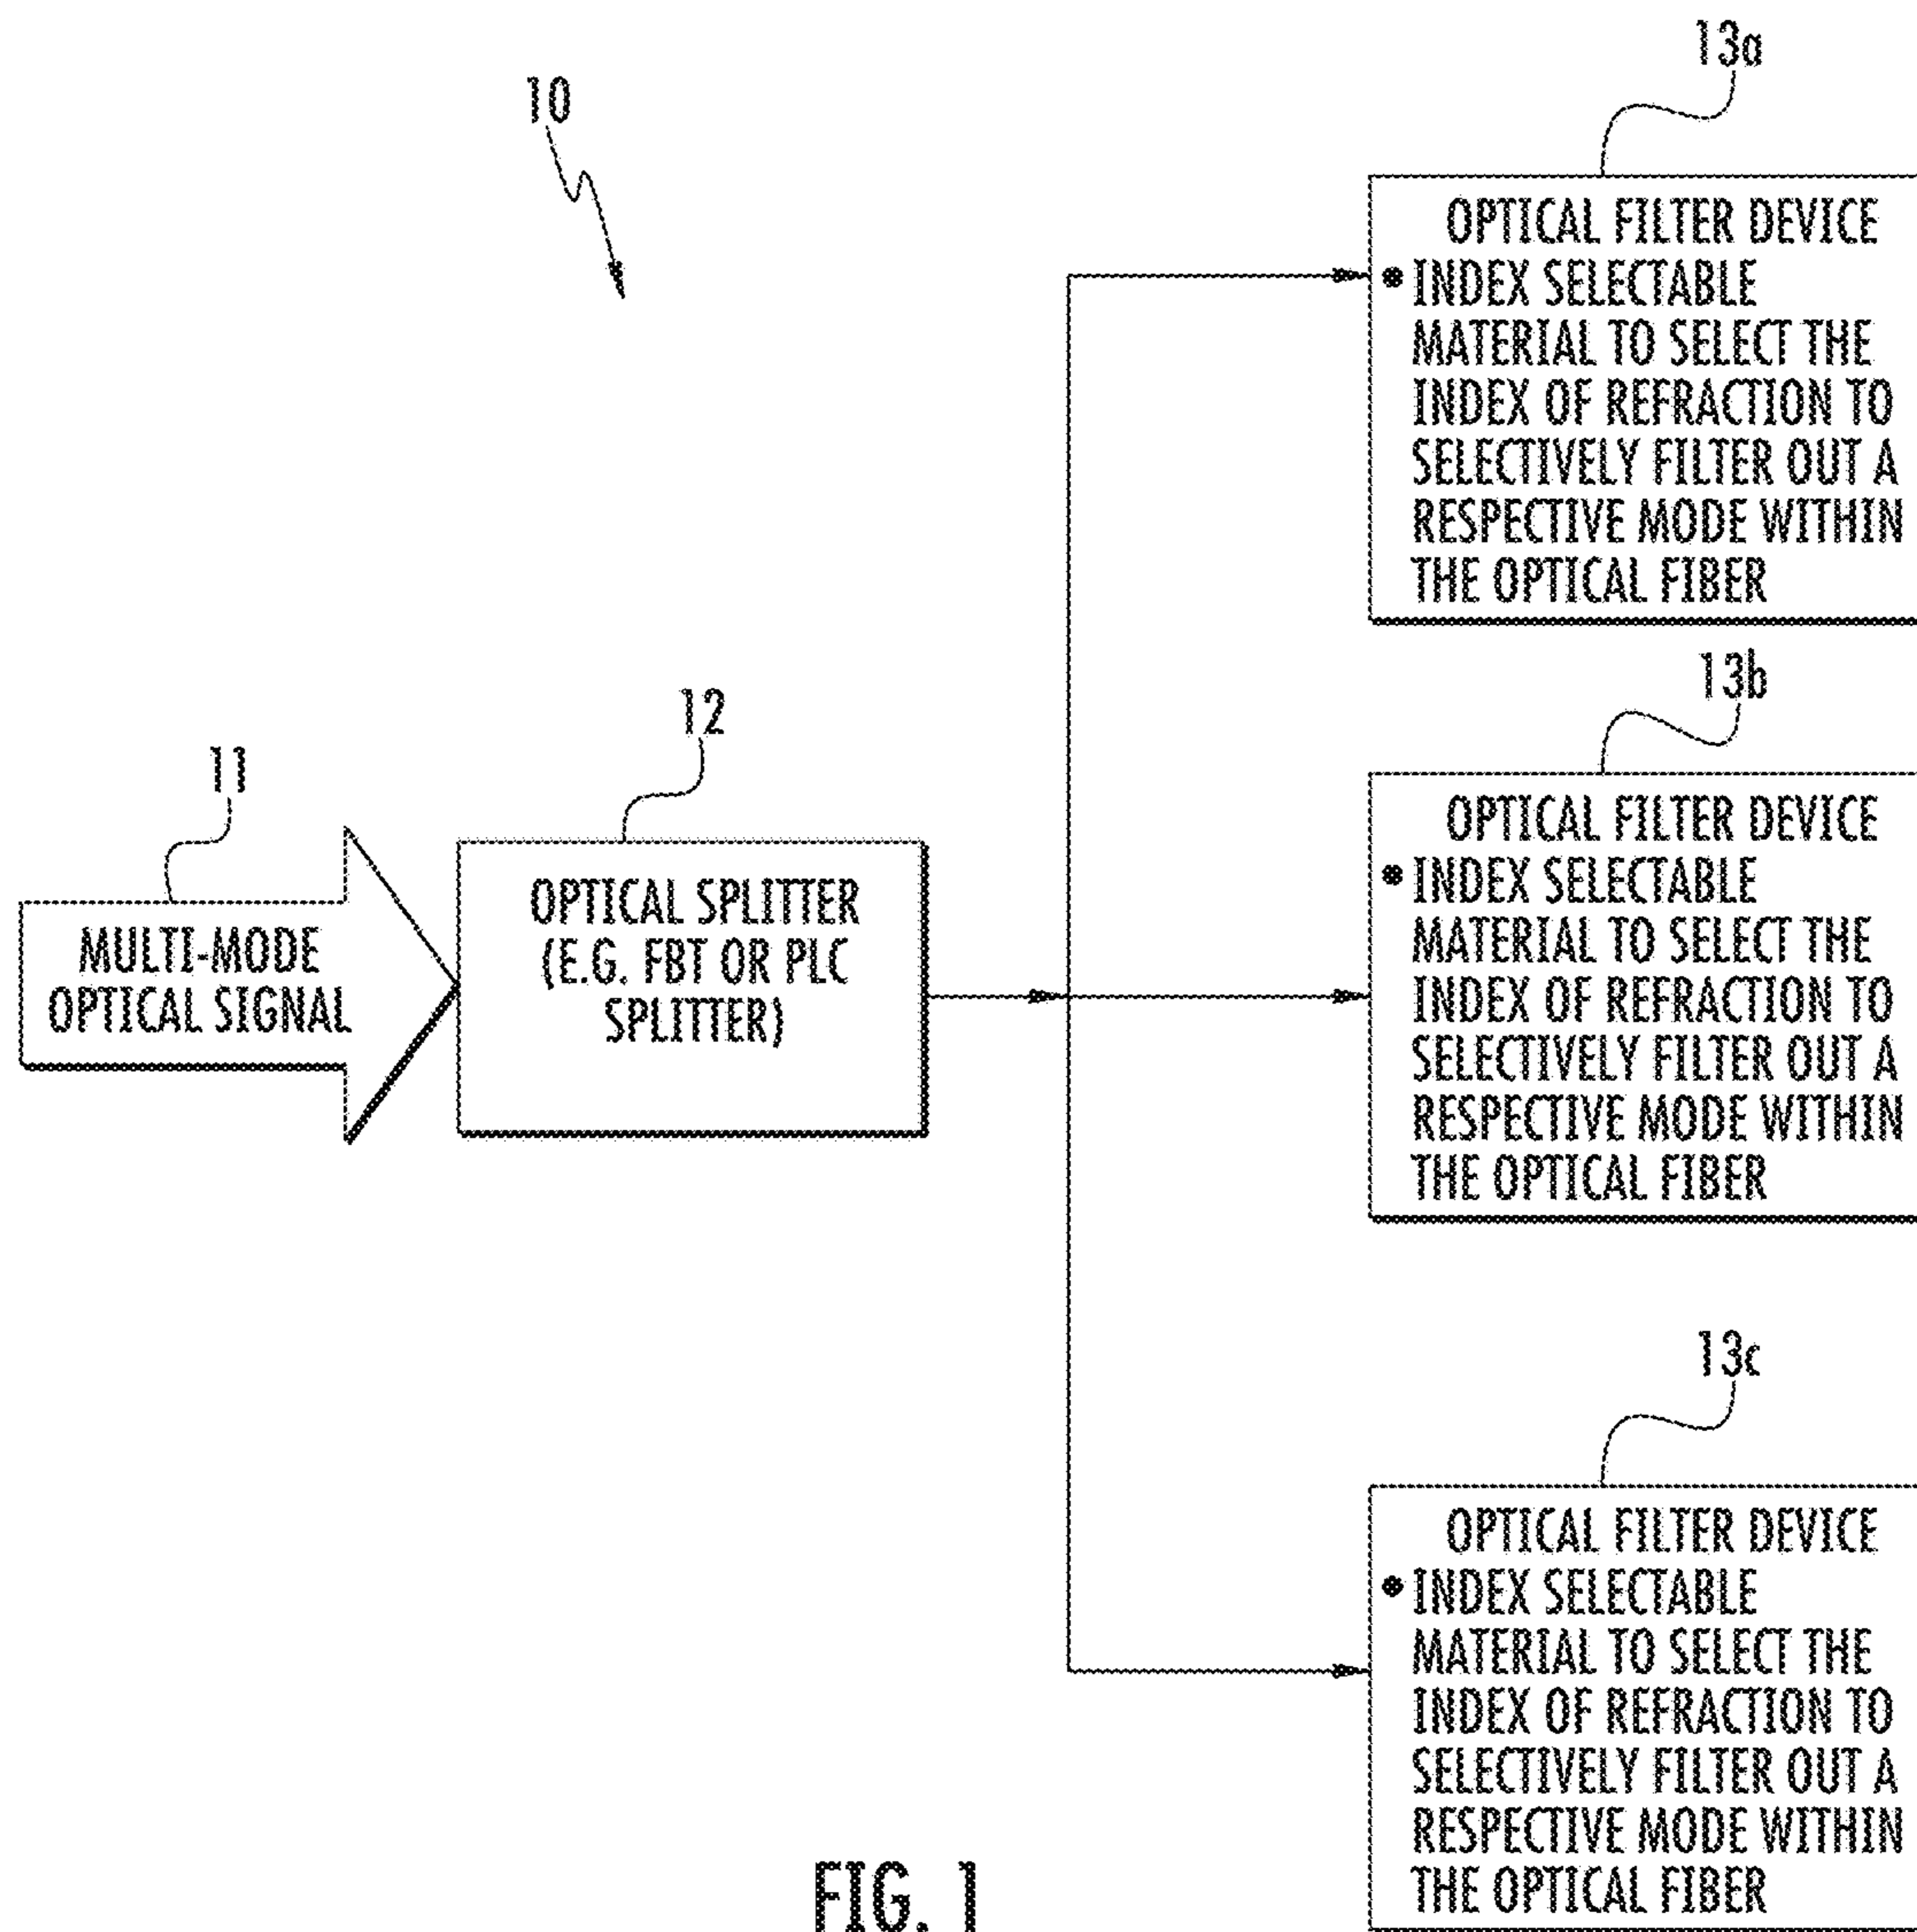 10
13a
OPTICAL FILTER DEVICE
• INDEX SELECTABLE
MATERIAL TO SELECT THE
INDEX OF REFRACTION TO
SELECTIVELY FILTER OUT A
RESPECTIVE MODE WITHIN
THE OPTICAL FIBER
11
MULTI-MODE
OPTICAL SIGNAL
12
OPTICAL SPLITTER
(E.G. FBT OR PLC
SPLITTER)
13b
OPTICAL FILTER DEVICE
• INDEX SELECTABLE
MATERIAL TO SELECT THE
INDEX OF REFRACTION TO
SELECTIVELY FILTER OUT A
RESPECTIVE MODE WITHIN
THE OPTICAL FIBER
13c
OPTICAL FILTER DEVICE
• INDEX SELECTABLE
MATERIAL TO SELECT THE
INDEX OF REFRACTION TO
SELECTIVELY FILTER OUT A
RESPECTIVE MODE WITHIN
THE OPTICAL FIBER
FIG. 1